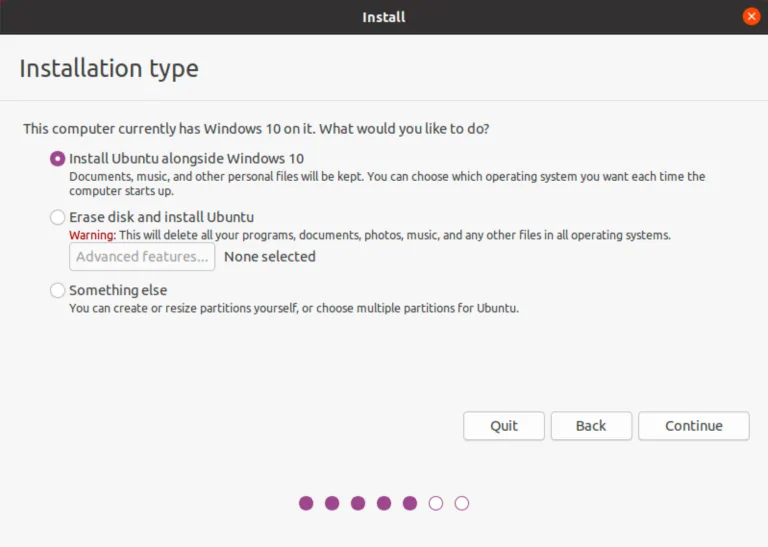 Install
Installation type
This computer currently has Windows 10 on it. What would you like to do?
Install Ubuntu alongside Windows 10
Documents, music, and other personal files will be kept. You can choose which operating system you want each time the
computer starts up.
Erase disk and install Ubuntu
Warning: This will delete all your programs, documents, photos, music, and any other files in all operating systems.
Advanced features... None selected
Something else
You can create or resize partitions yourself, or choose multiple partitions for Ubuntu.
Quit Back Continue